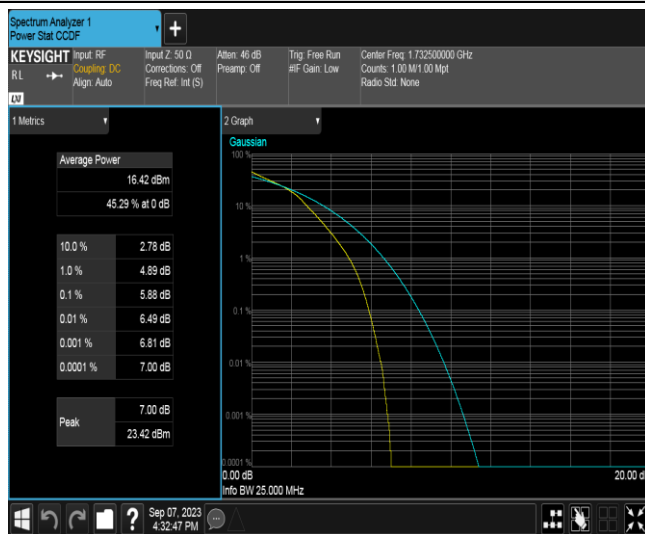 Spectrum Analyzer 1
Power Stat CCDF
KEYSIGHT
RL
LXI
Input: RF
Coupling: DC
Align: Auto
Input Z: 50 Ω
Corrections: Off
Freq Ref: Int (S)
Atten: 46 dB
Preamp: Off
Trig: Free Run
#IF Gain: Low
Center Freq: 1.732500000 GHz
Counts: 1.00 M/1.00 Mpt
Radio Std: None
1 Metrics
Average Power
16.42 dBm
45.29 % at 0 dB
10.0 % 2.78 dB
1.0 % 4.89 dB
0.1 % 5.88 dB
0.01 % 6.49 dB
0.001 % 6.81 dB
0.0001 % 7.00 dB
Peak
7.00 dB
23.42 dBm
2 Graph
Gaussian
100 %
10 %
1 %
0.1 %
0.01 %
0.001 %
0.0001 %
0.00 dB
20.00 d
Info BW 25.000 MHz
?
Sep 07, 2023
4:32:47 PM